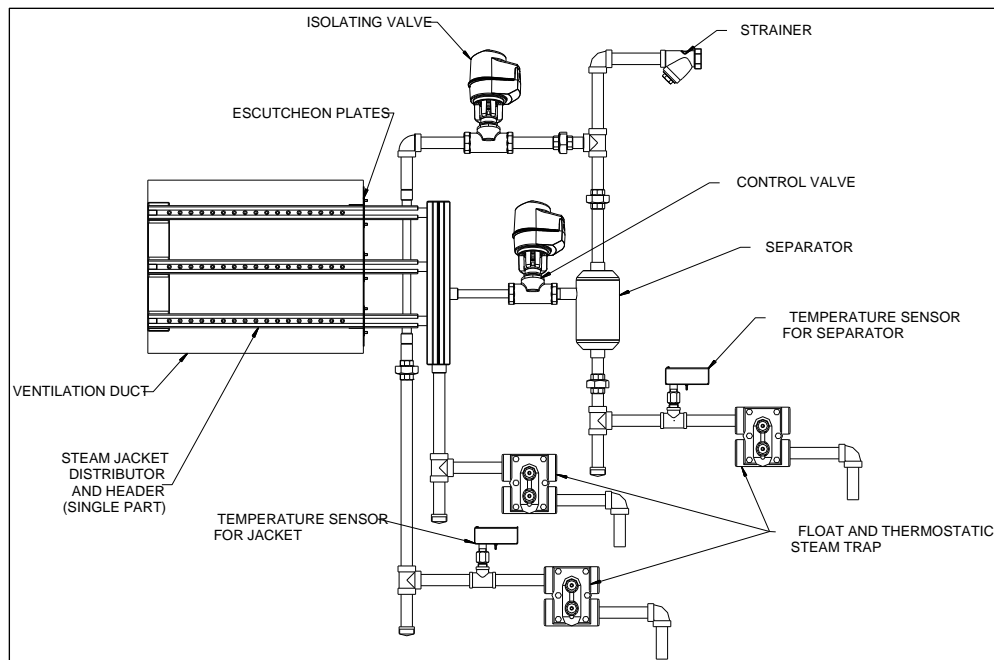 ISOLATING VALVE
STRAINER
ESCUTCHEON PLATES
CONTROL VALVE
SEPARATOR
TEMPERATURE SENSOR
FOR SEPARATOR
VENTILATION DUCT
STEAM JACKET
DISTRIBUTOR
AND HEADER
(SINGLE PART)
TEMPERATURE SENSOR
FOR JACKET
FLOAT AND THERMOSTATIC
STEAM TRAP